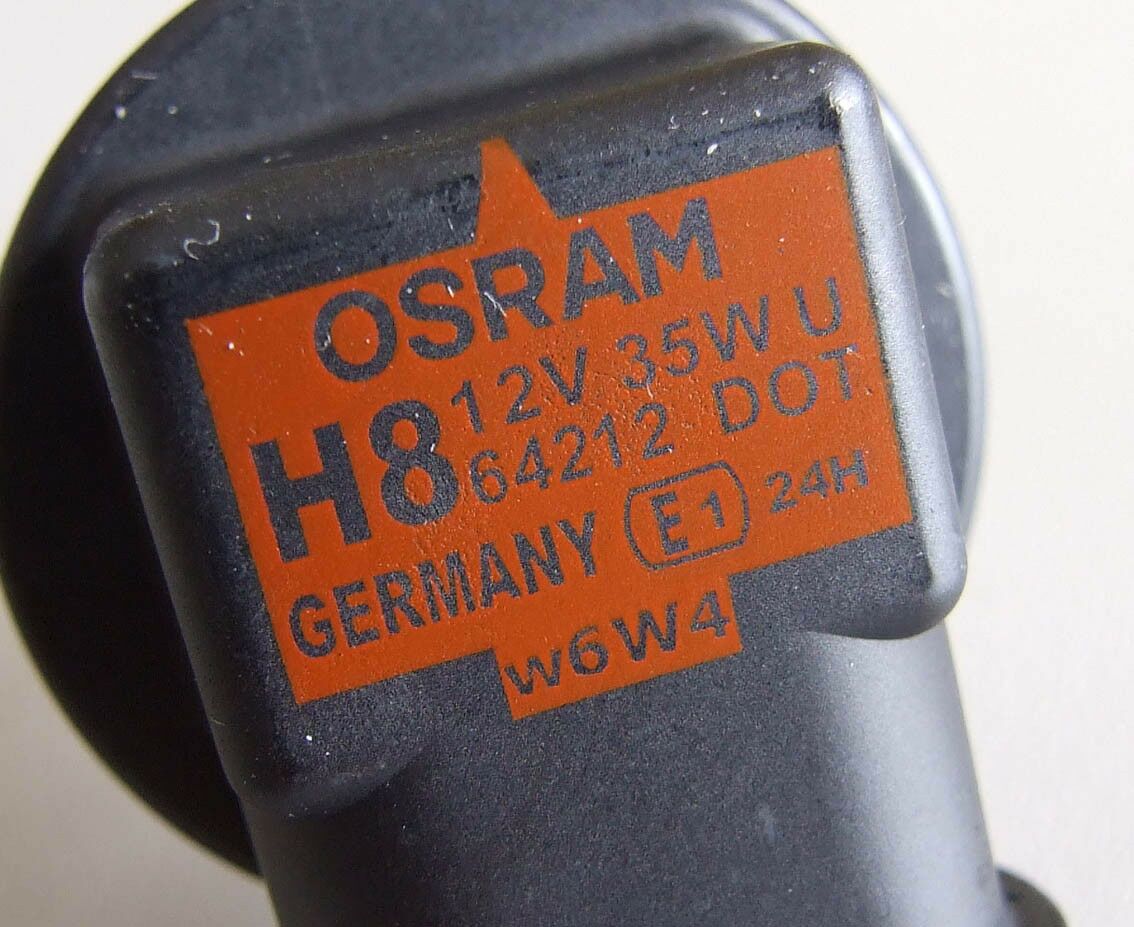 OSRAM
H8 12V 35W U
64212 DOT
GERMANY E1 24H
w6W4